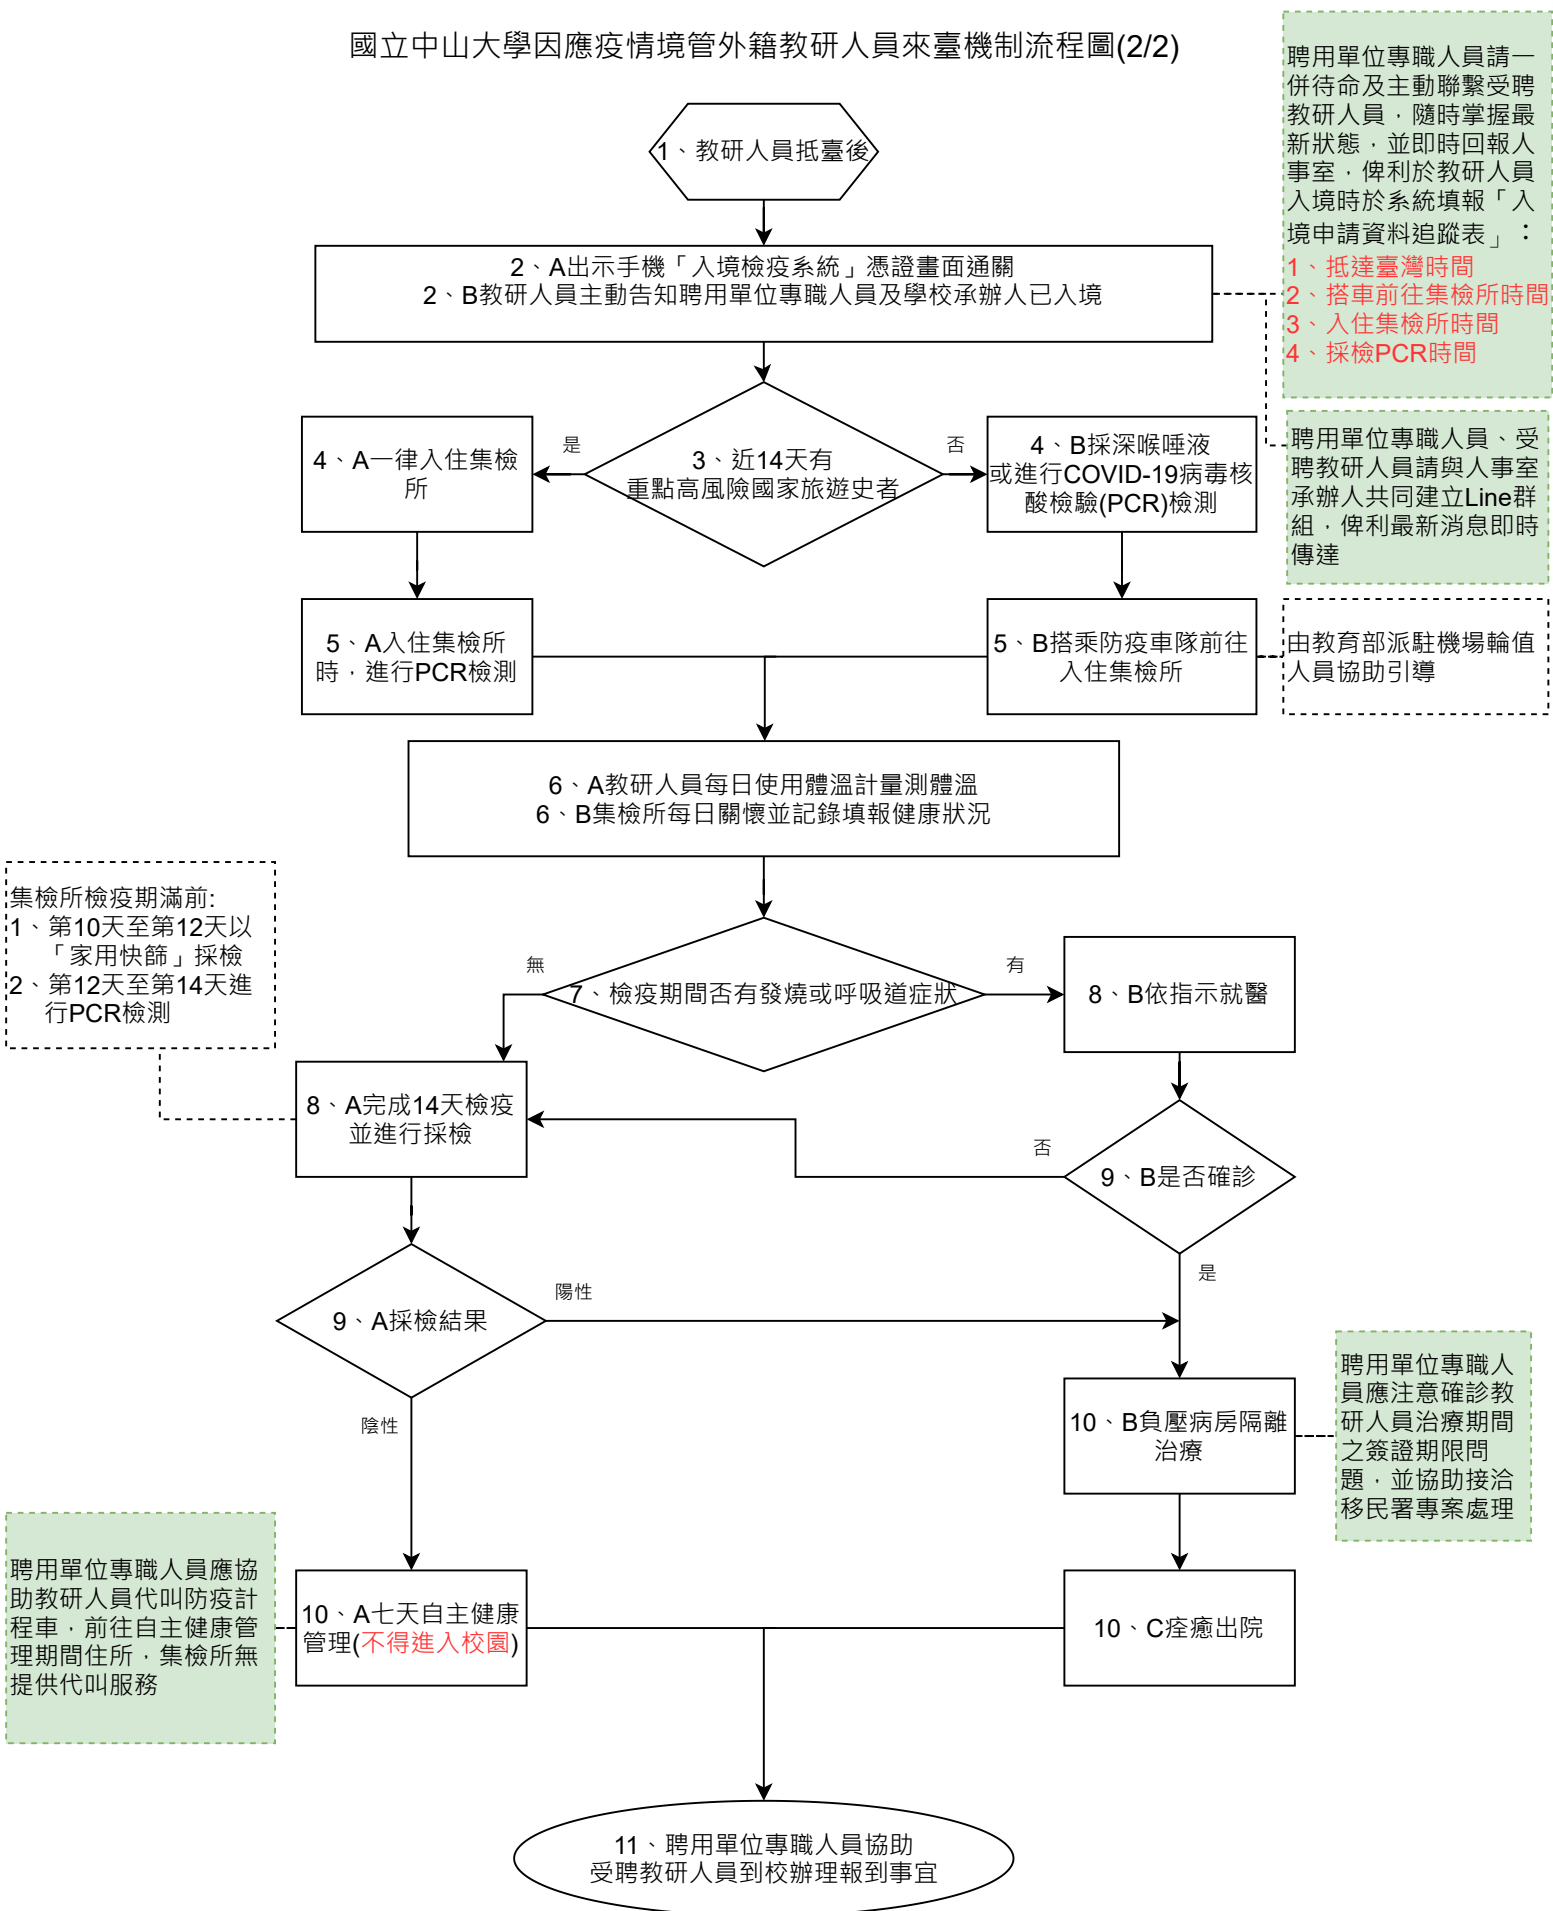 國立中山大學因應疫情境管外籍教研人員來臺機制流程圖(2/2)
聘用單位專職人員請一
併待命及主動聯繫受聘
教研人員，隨時掌握最
新狀態，並即時回報人
事室，俾利於教研人員
入境時於系統填報「入
境申請資料追蹤表」：
1、抵達臺灣時間
2、搭車前往集檢所時間
3、入住集檢所時間
4、採檢PCR時間
1、教研人員抵臺後
2、A出示手機「入境檢疫系統」憑證畫面通關
2、B教研人員主動告知聘用單位專職人員及學校承辦人已入境
聘用單位專職人員、受
聘教研人員請與人事室
承辦人共同建立Line群
組，俾利最新消息即時
傳達
3、近14天有
重點高風險國家旅遊史者
是
否
4、A一律入住集檢
所
4、B採深喉唾液
或進行COVID-19病毒核
酸檢驗(PCR)檢測
5、A入住集檢所
時，進行PCR檢測
5、B搭乘防疫車隊前往
入住集檢所
由教育部派駐機場輪值
人員協助引導
6、A教研人員每日使用體溫計量測體溫
6、B集檢所每日關懷並記錄填報健康狀況
集檢所檢疫期滿前:
1、第10天至第12天以
「家用快篩」採檢
2、第12天至第14天進
行PCR檢測
無
有
7、檢疫期間否有發燒或呼吸道症狀
8、B依指示就醫
8、A完成14天檢疫
並進行採檢
否
9、B是否確診
是
9、A採檢結果
陽性
陰性
10、B負壓病房隔離
治療
聘用單位專職人
員應注意確診教
研人員治療期間
之簽證期限問
題，並協助接洽
移民署專案處理
聘用單位專職人員應協
助教研人員代叫防疫計
程車，前往自主健康管
理期間住所，集檢所無
提供代叫服務
10、A七天自主健康
管理(不得進入校園)
10、C痊癒出院
11、聘用單位專職人員協助
受聘教研人員到校辦理報到事宜